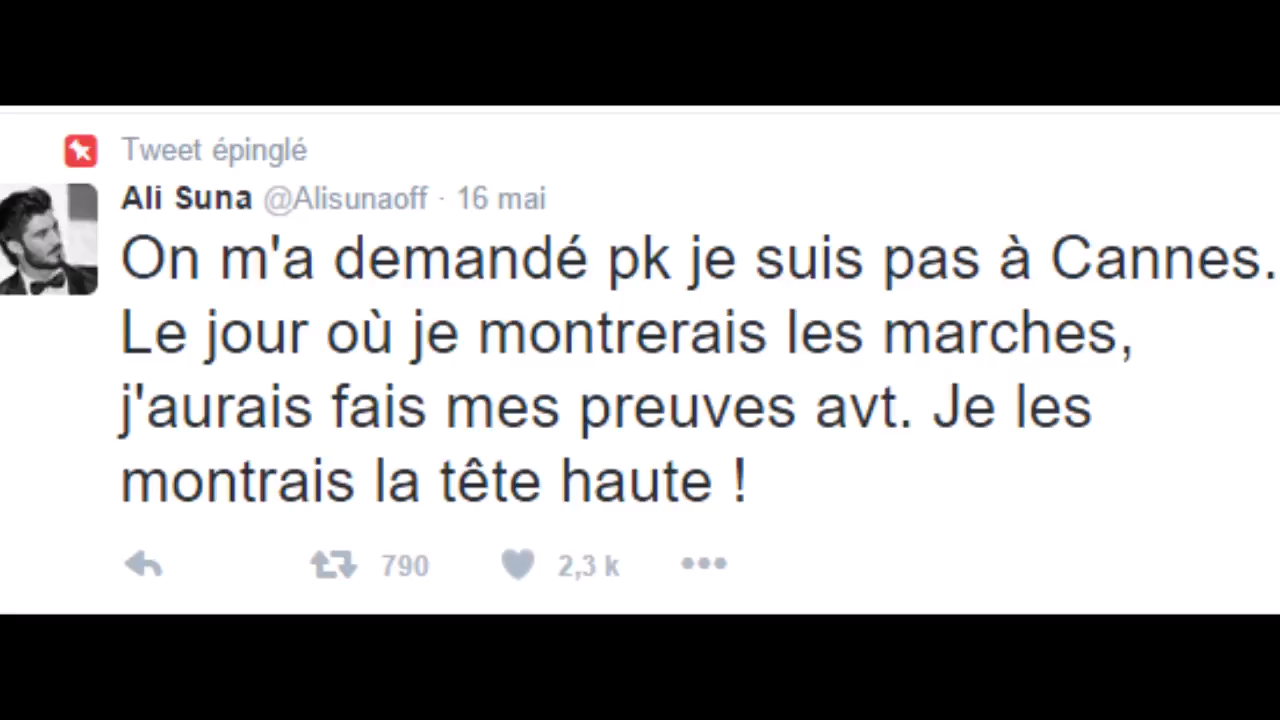 Tweet épinglé
Ali Suna @Alisunaoff · 16 mai
On m'a demandé pk je suis pas à Cannes.
Le jour où je montrerais les marches,
j'aurais fais mes preuves avt. Je les
montrais la tête haute !
790 2,3 k